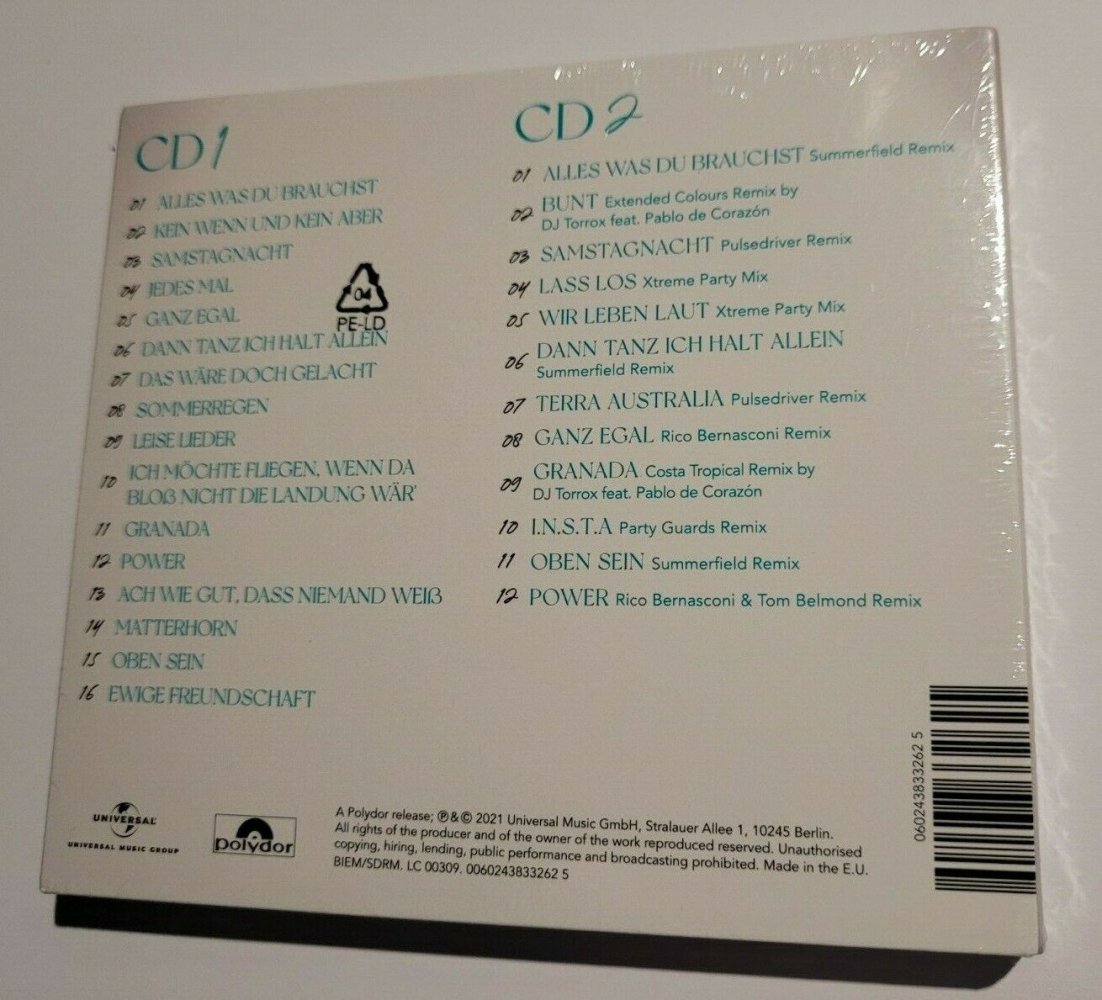 CD 1
01 ALLES WAS DU BRAUCHST
02 KEIN WENN UND KEIN ABER
03 SAMSTAGNACHT
04 JEDES MAL
05 GANZ EGAL
06 DANN TANZ ICH HALT ALLEIN
07 DAS WÄRE DOCH GELACHT
08 SOMMERREGEN
09 LEISE LIEDER
10 ICH MÖCHTE FLIEGEN, WENN DA
BLOß NICHT DIE LANDUNG WÄR'
11 GRANADA
12 POWER
13 ACH WIE GUT, DASS NIEMAND WEIß
14 MATTERHORN
15 OBEN SEIN
16 EWIGE FREUNDSCHAFT
04
PE-LD
CD 2
01 ALLES WAS DU BRAUCHST Summerfield Remix
02 BUNT Extended Colours Remix by
DJ Torrox feat. Pablo de Corazón
03 SAMSTAGNACHT Pulsedriver Remix
04 LASS LOS Xtreme Party Mix
05 WIR LEBEN LAUT Xtreme Party Mix
06 DANN TANZ ICH HALT ALLEIN
Summerfield Remix
07 TERRA AUSTRALIA Pulsedriver Remix
08 GANZ EGAL Rico Bernasconi Remix
09 GRANADA Costa Tropical Remix by
DJ Torrox feat. Pablo de Corazón
10 I.N.S.T.A Party Guards Remix
11 OBEN SEIN Summerfield Remix
12 POWER Rico Bernasconi & Tom Belmond Remix
UNIVERSAL
UNIVERSAL MUSIC GROUP
polydor
A Polydor release; ℗&© 2021 Universal Music GmbH, Stralauer Allee 1, 10245 Berlin.
All rights of the producer and of the owner of the work reproduced reserved. Unauthorised
copying, hiring, lending, public performance and broadcasting prohibited. Made in the E.U.
BIEM/SDRM. LC 00309. 0060243833262 5
060243833262 5